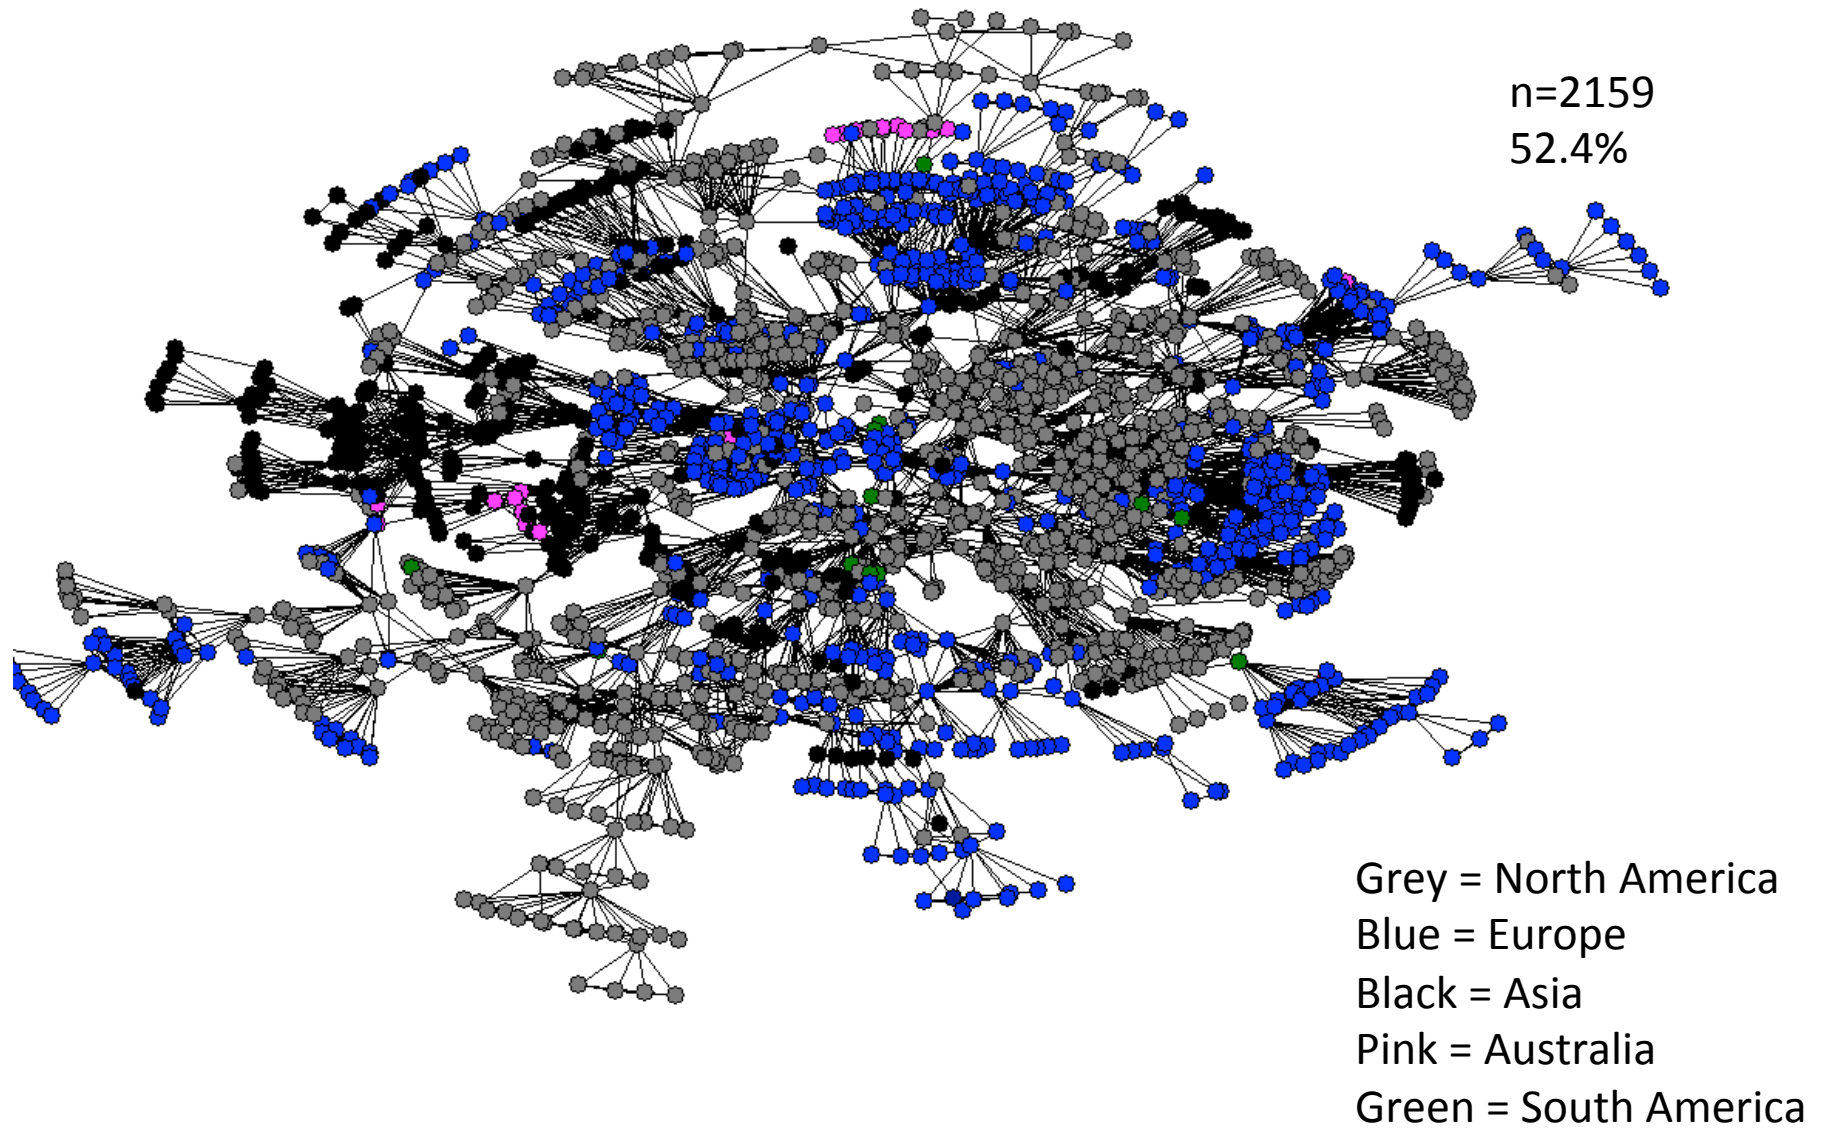 n=2159
52.4%
Grey = North America
Blue = Europe
Black = Asia
Pink = Australia
Green = South America